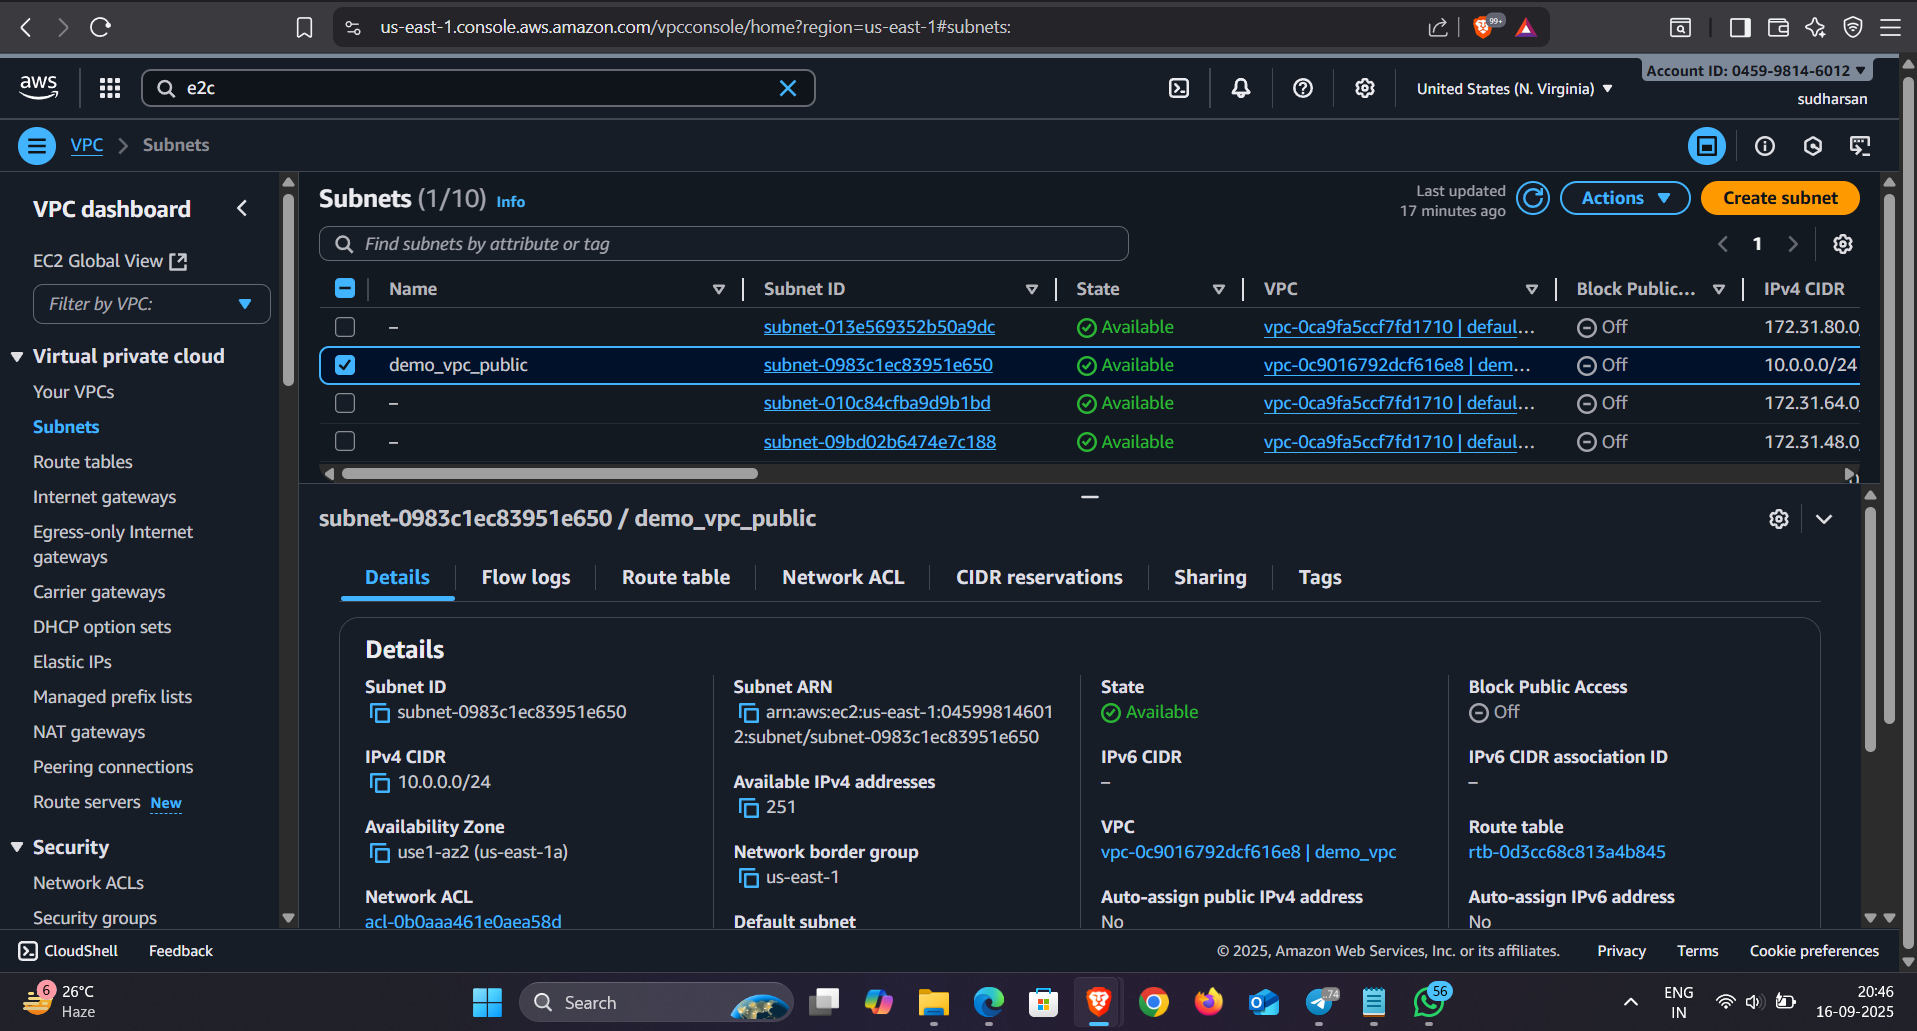 us-east-1.console.aws.amazon.com/vpcconsole/home?region=us-east-1#subnets:
99+
aws
e2c
United States (N. Virginia)
Account ID: 0459-9814-6012
sudharsan
VPC
Subnets
VPC dashboard
EC2 Global View
Filter by VPC:
Virtual private cloud
Your VPCs
Subnets
Route tables
Internet gateways
Egress-only Internet
gateways
Carrier gateways
DHCP option sets
Elastic IPs
Managed prefix lists
NAT gateways
Peering connections
Route servers New
Security
Network ACLs
Security groups
Subnets (1/10) Info
Last updated
17 minutes ago
Actions
Create subnet
Find subnets by attribute or tag
1
Name Subnet ID State VPC Block Public... IPv4 CIDR
– subnet-013e569352b50a9dc Available vpc-0ca9fa5ccf7fd1710 | defaul... Off 172.31.80.0
demo_vpc_public subnet-0983c1ec83951e650 Available vpc-0c9016792dcf616e8 | dem... Off 10.0.0.0/24
– subnet-010c84cfba9d9b1bd Available vpc-0ca9fa5ccf7fd1710 | defaul... Off 172.31.64.0
– subnet-09bd02b6474e7c188 Available vpc-0ca9fa5ccf7fd1710 | defaul... Off 172.31.48.0
subnet-0983c1ec83951e650 / demo_vpc_public
Details Flow logs Route table Network ACL CIDR reservations Sharing Tags
Details
Subnet ID
subnet-0983c1ec83951e650
IPv4 CIDR
10.0.0.0/24
Availability Zone
use1-az2 (us-east-1a)
Network ACL
acl-0b0aaa461e0aea58d
Subnet ARN
arn:aws:ec2:us-east-1:04599814601
2:subnet/subnet-0983c1ec83951e650
Available IPv4 addresses
251
Network border group
us-east-1
Default subnet
State
Available
IPv6 CIDR
–
VPC
vpc-0c9016792dcf616e8 | demo_vpc
Auto-assign public IPv4 address
No
Block Public Access
Off
IPv6 CIDR association ID
–
Route table
rtb-0d3cc68c813a4b845
Auto-assign IPv6 address
No
CloudShell Feedback
© 2025, Amazon Web Services, Inc. or its affiliates. Privacy Terms Cookie preferences
6
26°C
Haze
Search
74
56
ENG
IN
20:46
16-09-2025